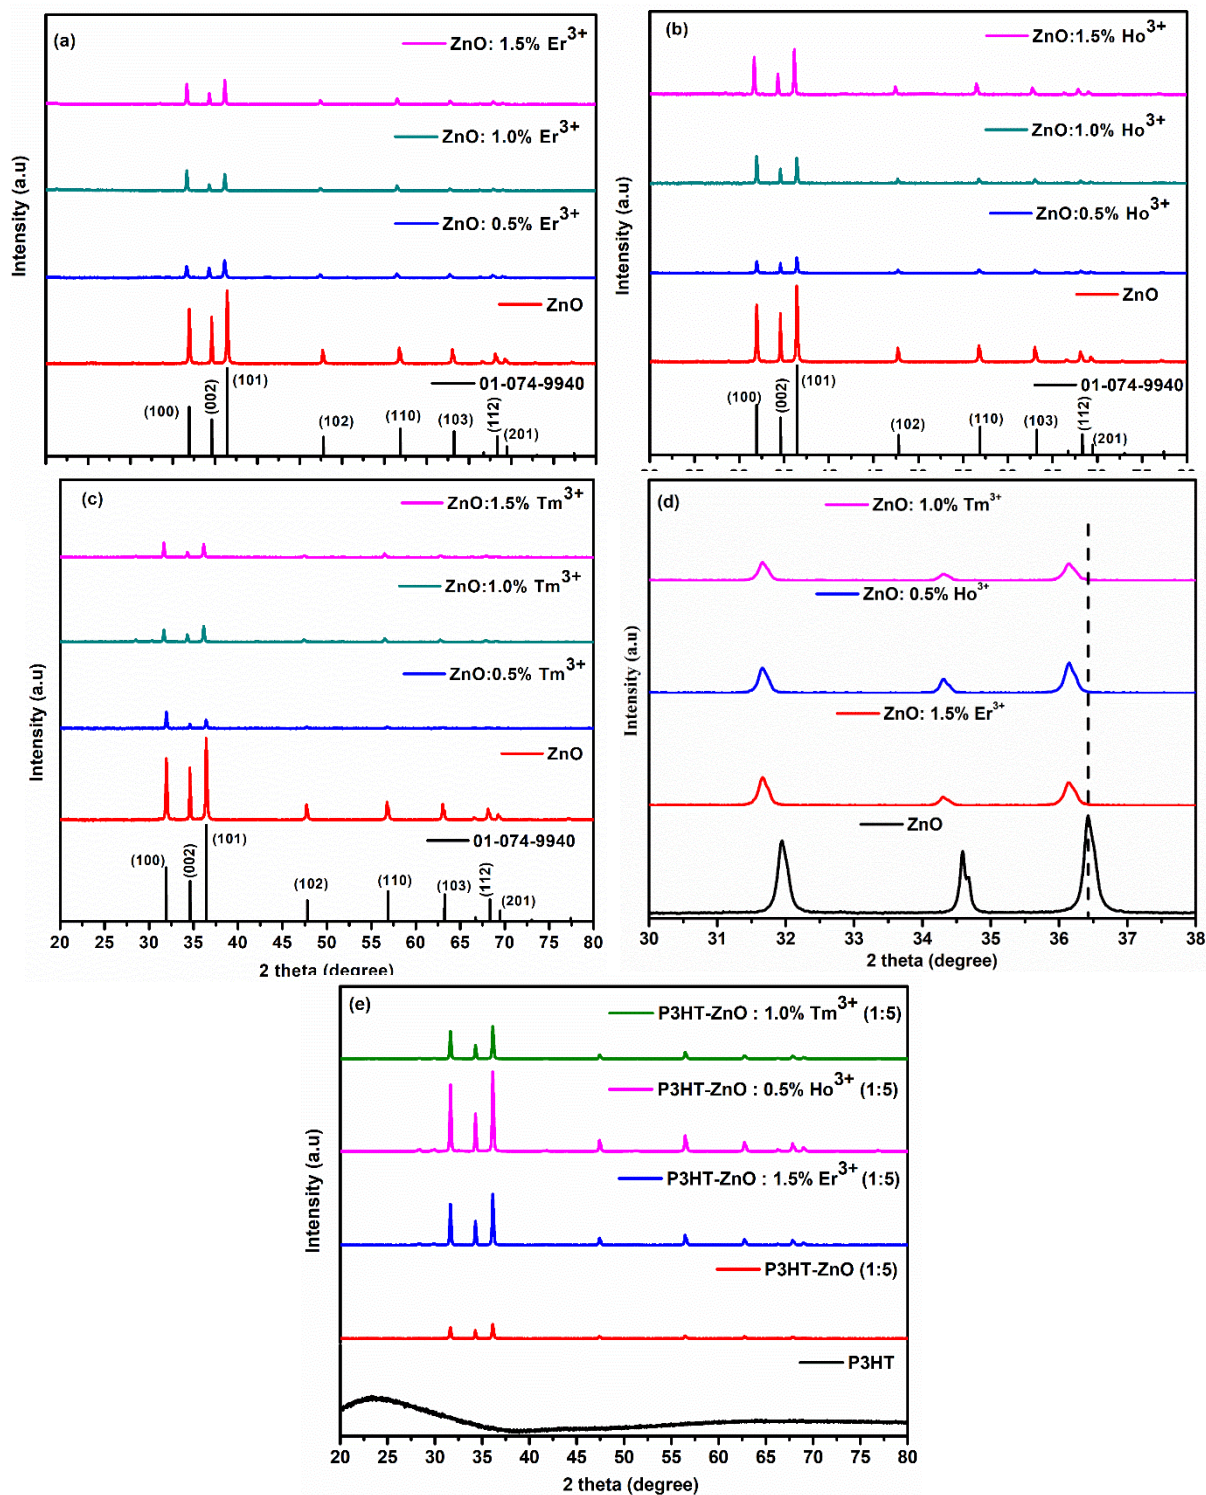 (a)
ZnO: 1.5% Er3+
ZnO: 1.0% Er3+
ZnO: 0.5% Er3+
ZnO
01-074-9940
(100)
(002)
(101)
(102)
(110)
(103)
(112)
(201)
Intensity (a.u)
(b)
ZnO:1.5% Ho3+
ZnO:1.0% Ho3+
ZnO:0.5% Ho3+
ZnO
01-074-9940
(100)
(002)
(101)
(102)
(110)
(103)
(112)
(201)
Intensity (a.u)
(c)
ZnO:1.5% Tm3+
ZnO:1.0% Tm3+
ZnO:0.5% Tm3+
ZnO
01-074-9940
(100)
(002)
(101)
(102)
(110)
(103)
(112)
(201)
Intensity (a.u)
20 25 30 35 40 45 50 55 60 65 70 75 80
2 theta (degree)
(d)
ZnO: 1.0% Tm3+
ZnO: 0.5% Ho3+
ZnO: 1.5% Er3+
ZnO
Intensity (a.u)
30 31 32 33 34 35 36 37 38
2 theta (degree)
(e)
P3HT-ZnO : 1.0% Tm3+ (1:5)
P3HT-ZnO : 0.5% Ho3+ (1:5)
P3HT-ZnO : 1.5% Er3+ (1:5)
P3HT-ZnO (1:5)
P3HT
Intensity (a.u)
20 25 30 35 40 45 50 55 60 65 70 75 80
2 theta (degree)